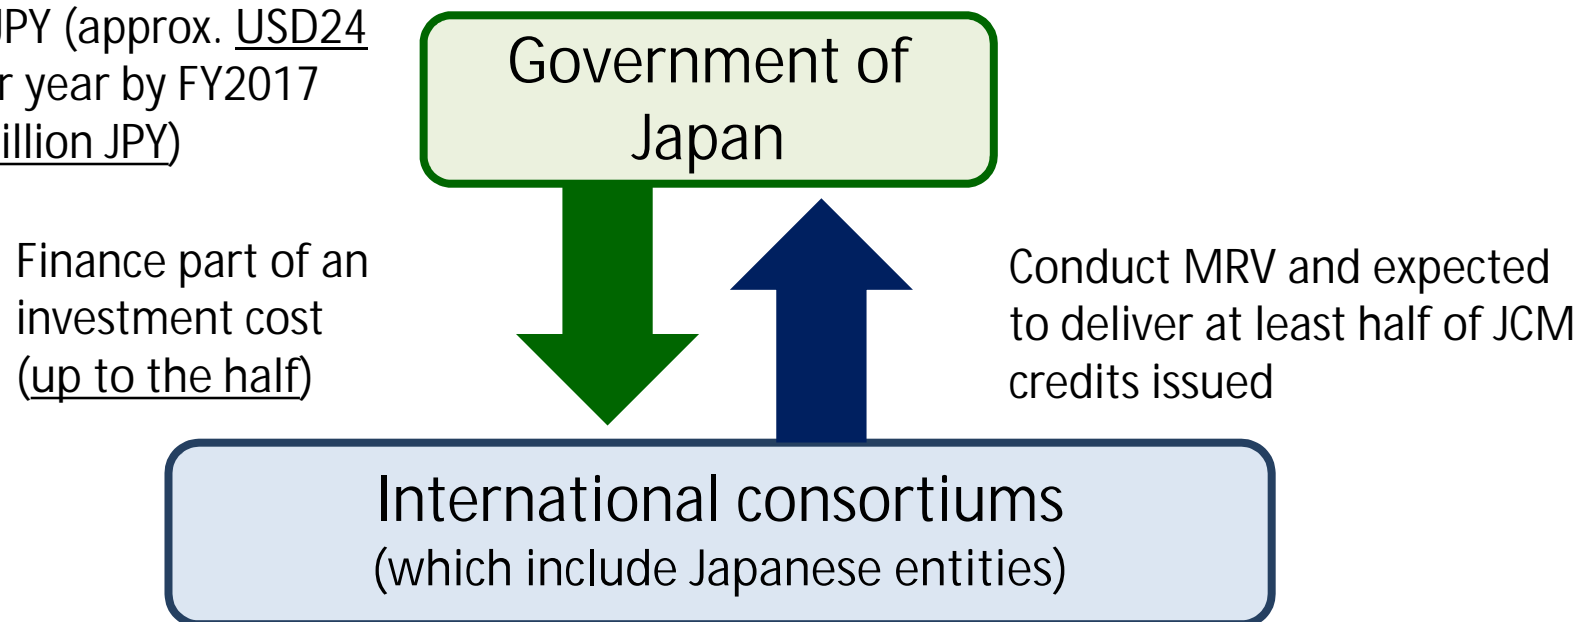 JPY (approx. USD24
r year by FY2017
illion JPY)
Government of
Japan
Finance part of an
investment cost
(up to the half)
Conduct MRV and expected
to deliver at least half of JCM
credits issued
International consortiums
(which include Japanese entities)